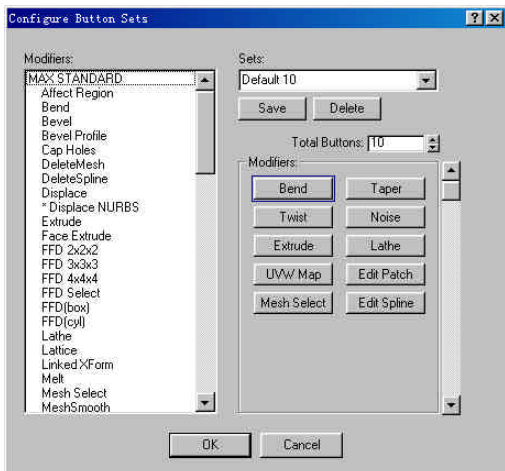 Configure Button Sets
Modifiers:
MAX STANDARD
Affect Region
Bend
Bevel
Bevel Profile
Cap Holes
DeleteMesh
DeleteSpline
Displace
* Displace NURBS
Extrude
Face Extrude
FFD 2x2x2
FFD 3x3x3
FFD 4x4x4
FFD Select
FFD(box)
FFD(cyl)
Lathe
Lattice
Linked XForm
Melt
Mesh Select
MeshSmooth
Sets:
Default 10
Save Delete
Total Buttons: 10
Modifiers:
Bend Taper
Twist Noise
Extrude Lathe
UVW Map Edit Patch
Mesh Select Edit Spline
OK Cancel